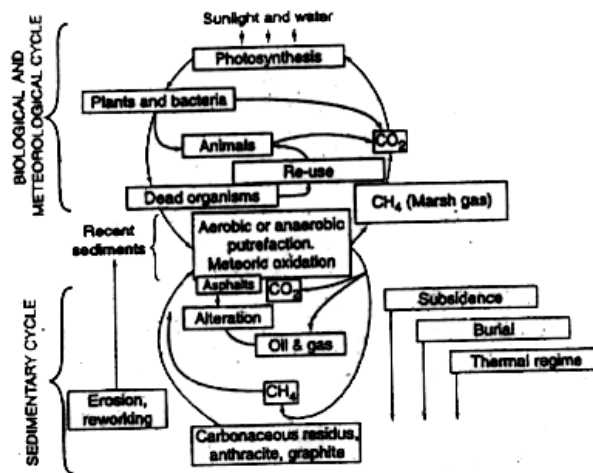 Sunlight and water
Photosynthesis
Plants and bacteria
Animals
CO2
Re-use
Dead organisms
CH4 (Marsh gas)
BIOLOGICAL AND
METEOROLOGICAL CYCLE
Recent
sediments
Aerobic or anaerobic
putrefaction.
Meteoric oxidation
Asphalts
CO2
Alteration
Oil & gas
CH4
Carbonaceous residus,
anthracite, graphite
Erosion,
reworking
SEDIMENTARY CYCLE
Subsidence
Burial
Thermal regime